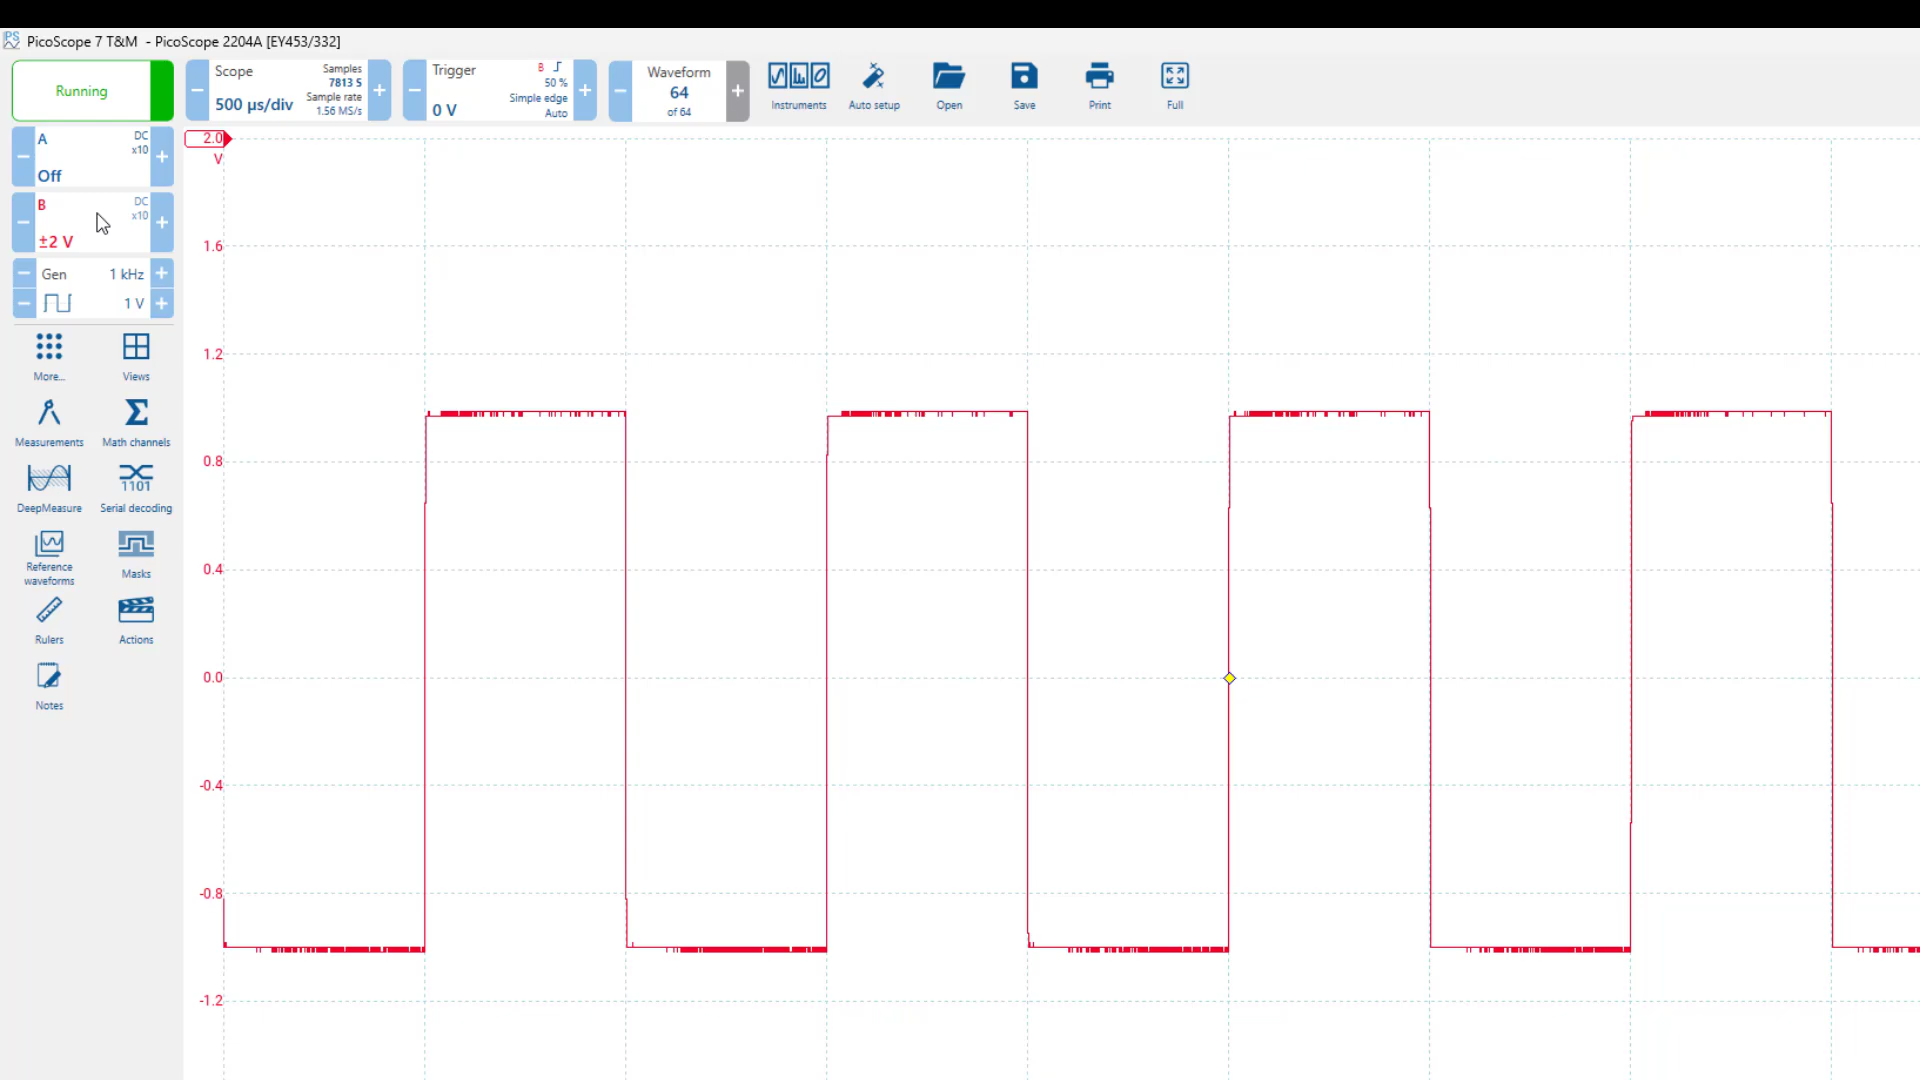 PicoScope 7 T&M - PicoScope 2204A [EY453/332]
Running
Scope
500 µs/div
Samples
7813 S
Sample rate
1.56 MS/s
Trigger
0 V
B
50 %
Simple edge
Auto
Waveform
64
of 64
Instruments
Auto setup
Open
Save
Print
Full
A
DC
x10
Off
B
DC
x10
±2 V
Gen
1 kHz
1 V
More...
Views
Measurements
Math channels
DeepMeasure
1101
Serial decoding
Reference
waveforms
Masks
Rulers
Actions
Notes
2.0
V
1.6
1.2
0.8
0.4
0.0
-0.4
-0.8
-1.2